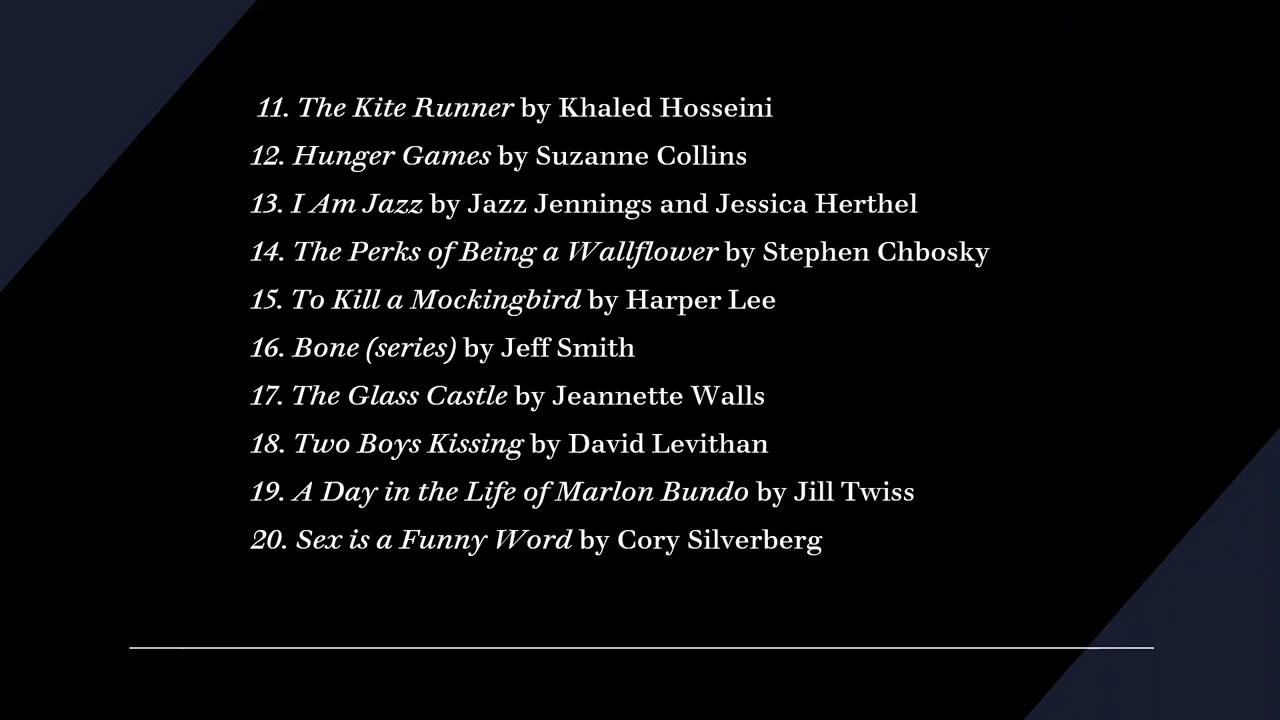 11. The Kite Runner by Khaled Hosseini
12. Hunger Games by Suzanne Collins
13. I Am Jazz by Jazz Jennings and Jessica Herthel
14. The Perks of Being a Wallflower by Stephen Chbosky
15. To Kill a Mockingbird by Harper Lee
16. Bone (series) by Jeff Smith
17. The Glass Castle by Jeannette Walls
18. Two Boys Kissing by David Levithan
19. A Day in the Life of Marlon Bundo by Jill Twiss
20. Sex is a Funny Word by Cory Silverberg